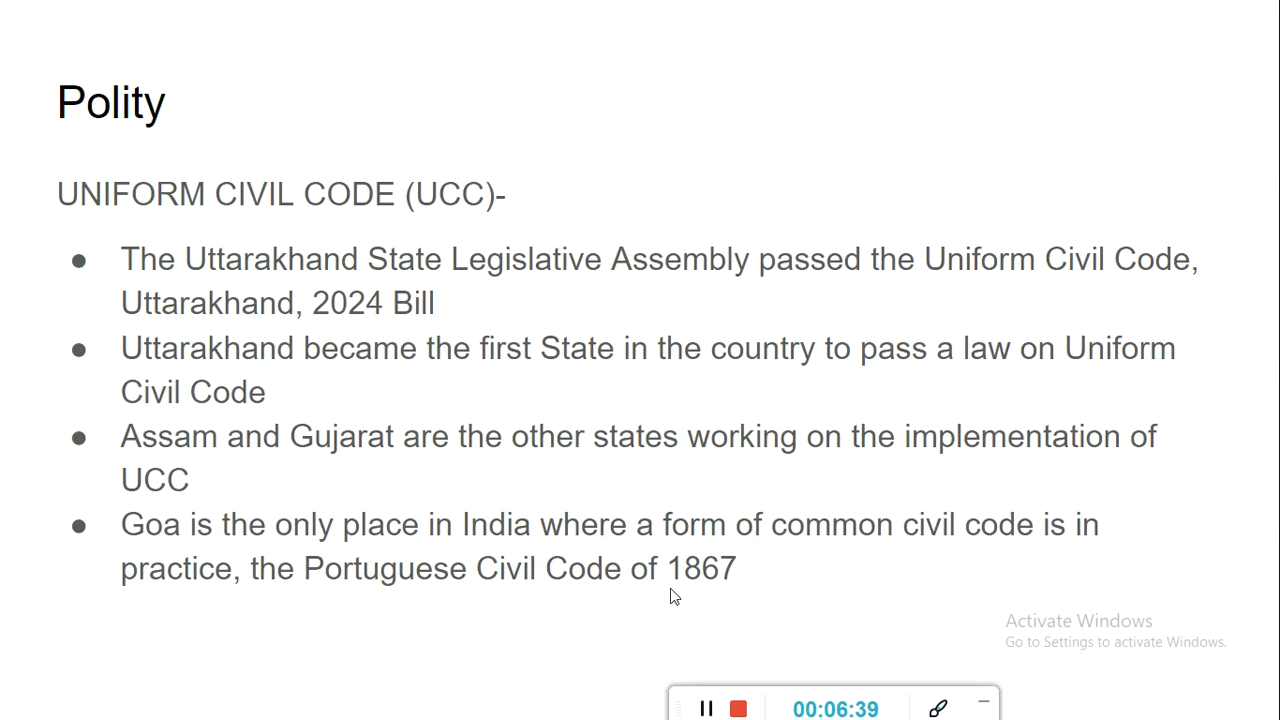 Polity
UNIFORM CIVIL CODE (UCC)-
● The Uttarakhand State Legislative Assembly passed the Uniform Civil Code,
Uttarakhand, 2024 Bill
● Uttarakhand became the first State in the country to pass a law on Uniform
Civil Code
● Assam and Gujarat are the other states working on the implementation of
UCC
● Goa is the only place in India where a form of common civil code is in
practice, the Portuguese Civil Code of 1867
Activate Windows
Go to Settings to activate Windows.
00:06:39